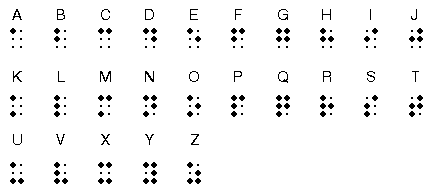 A B C D E F G H I J
K L M N O P Q R S T
U V X Y Z